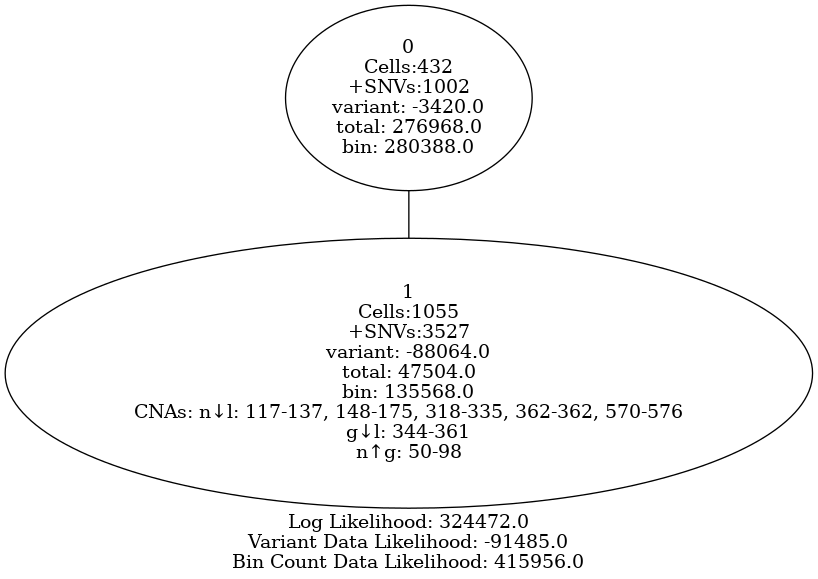 0
Cells:432
+SNVs:1002
variant: -3420.0
total: 276968.0
bin: 280388.0
1
Cells:1055
+SNVs:3527
variant: -88064.0
total: 47504.0
bin: 135568.0
CNAs: n↓l: 117-137, 148-175, 318-335, 362-362, 570-576
g↓l: 344-361
n↑g: 50-98
Log Likelihood: 324472.0
Variant Data Likelihood: -91485.0
Bin Count Data Likelihood: 415956.0